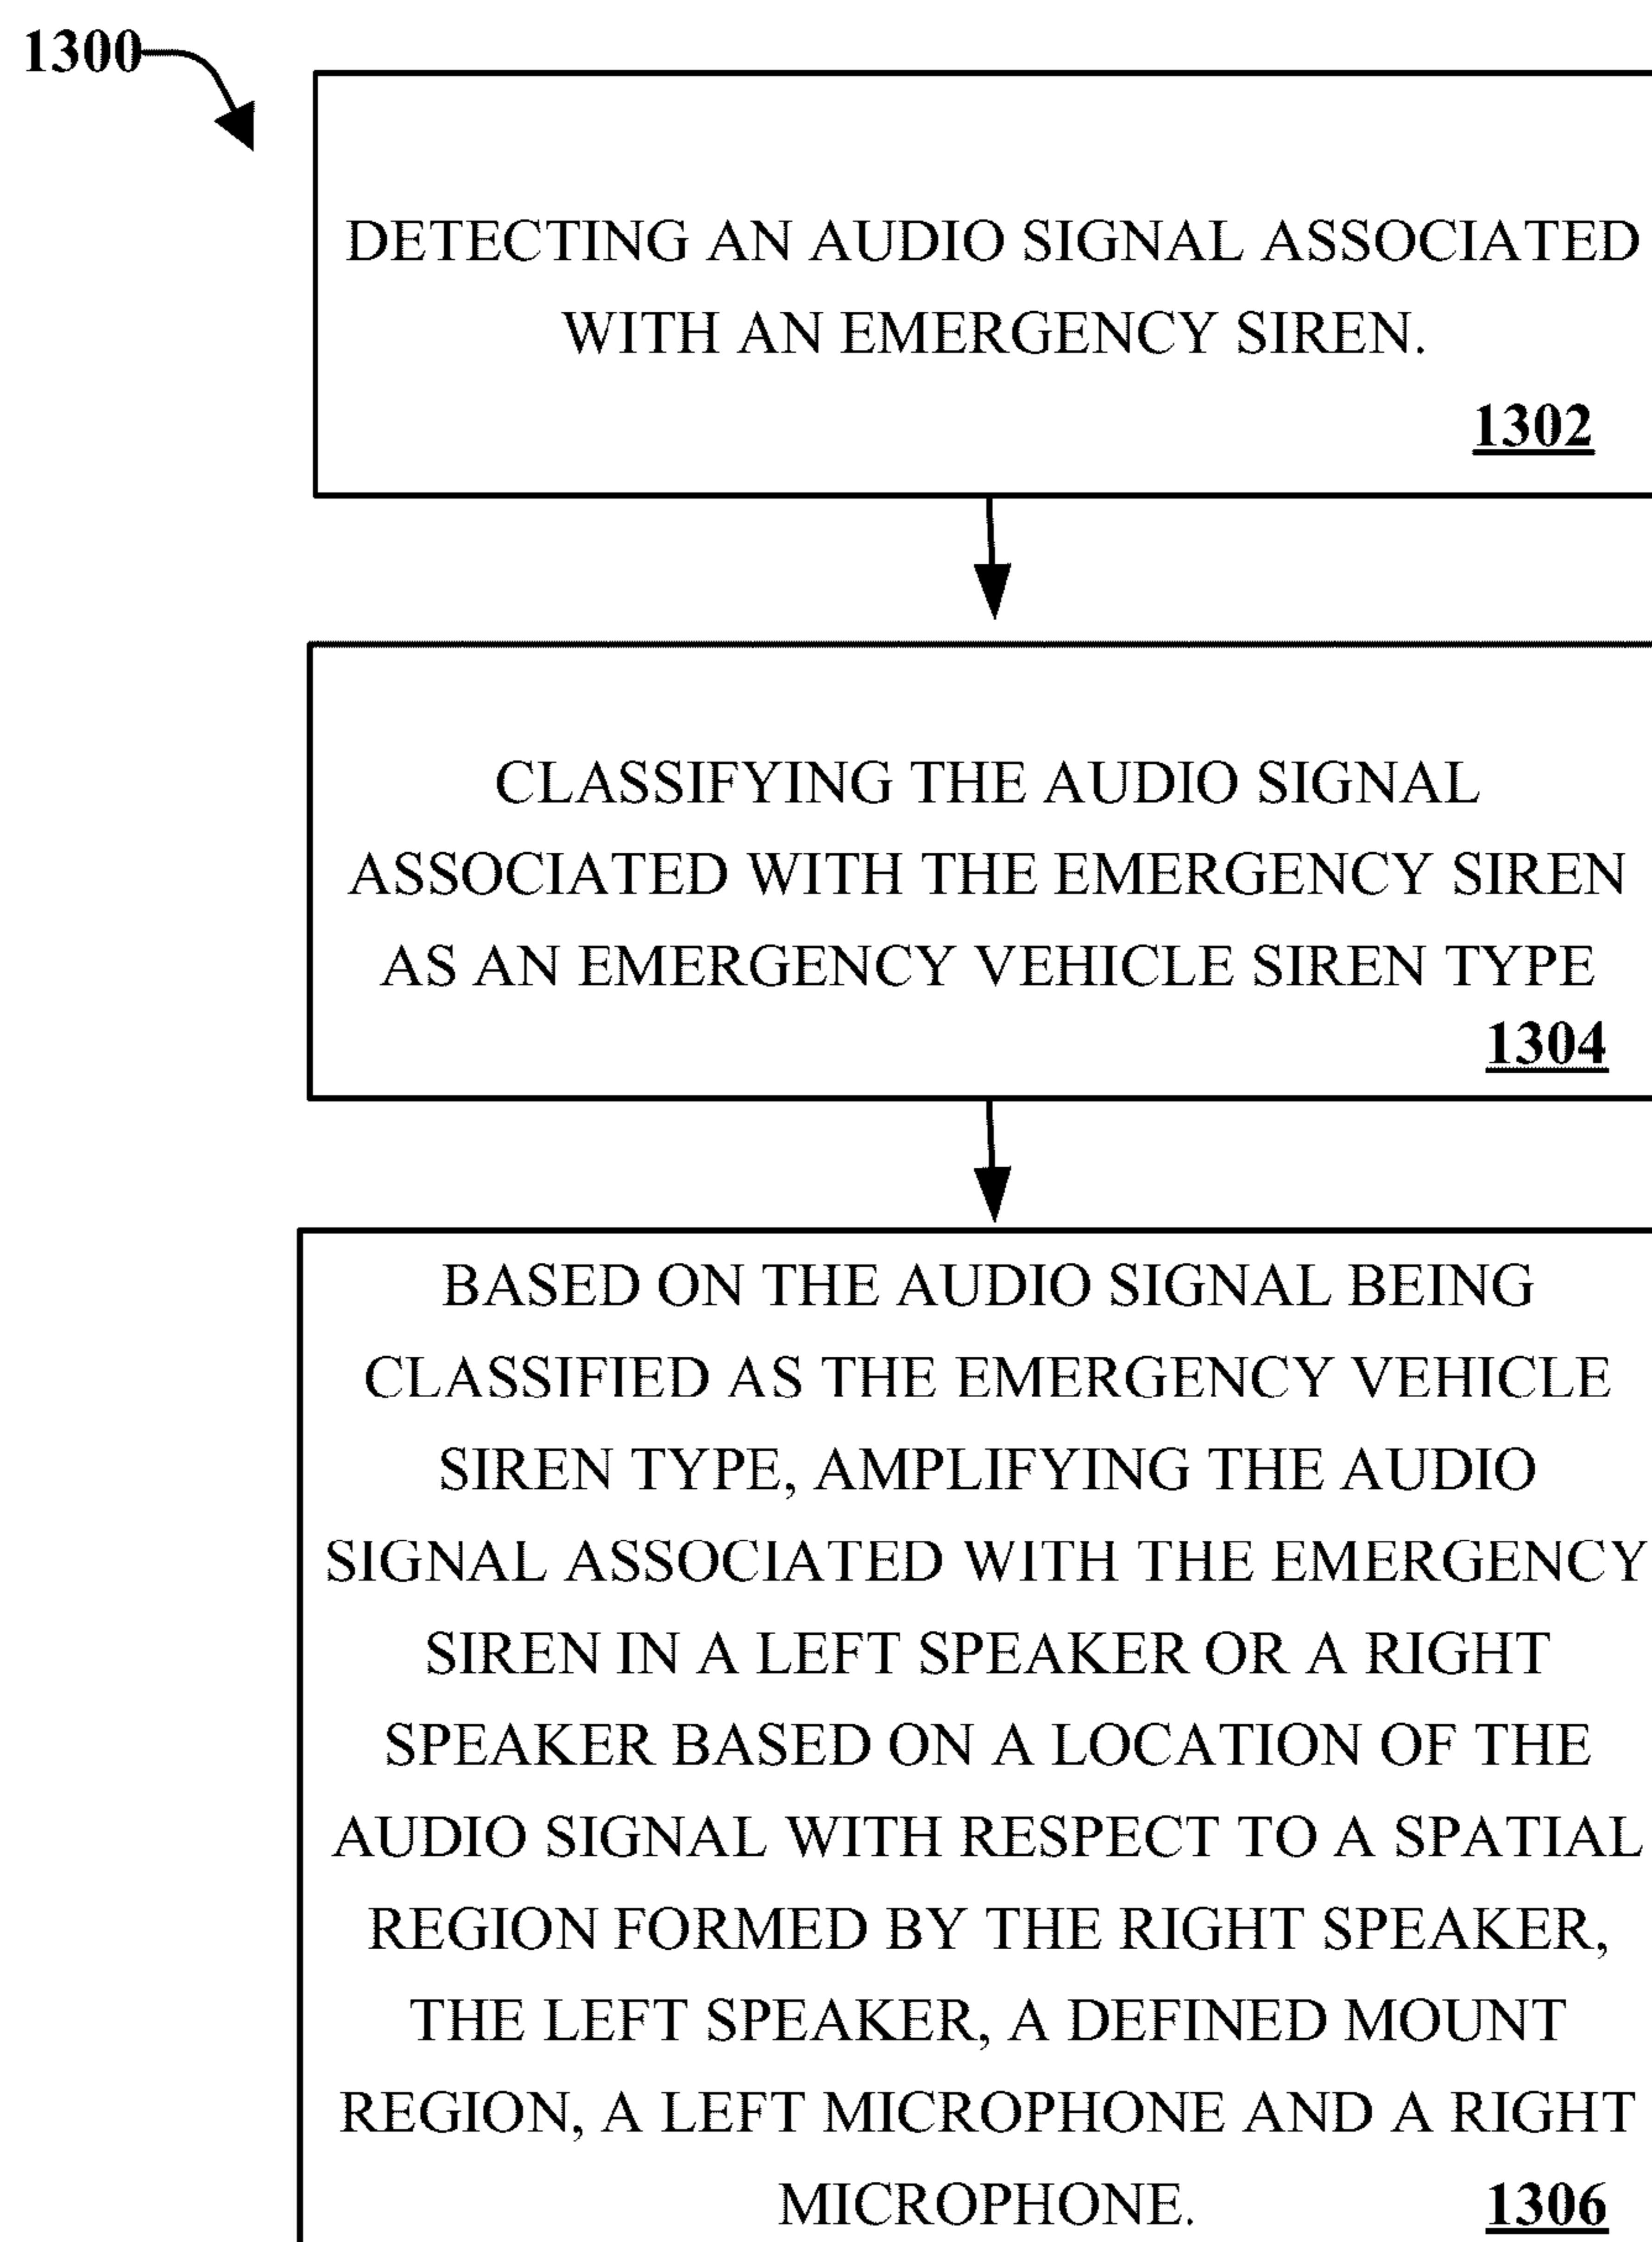 1300
DETECTING AN AUDIO SIGNAL ASSOCIATED
WITH AN EMERGENCY SIREN.
1302
CLASSIFYING THE AUDIO SIGNAL
ASSOCIATED WITH THE EMERGENCY SIREN
AS AN EMERGENCY VEHICLE SIREN TYPE
1304
BASED ON THE AUDIO SIGNAL BEING
CLASSIFIED AS THE EMERGENCY VEHICLE
SIREN TYPE, AMPLIFYING THE AUDIO
SIGNAL ASSOCIATED WITH THE EMERGENCY
SIREN IN A LEFT SPEAKER OR A RIGHT
SPEAKER BASED ON A LOCATION OF THE
AUDIO SIGNAL WITH RESPECT TO A SPATIAL
REGION FORMED BY THE RIGHT SPEAKER,
THE LEFT SPEAKER, A DEFINED MOUNT
REGION, A LEFT MICROPHONE AND A RIGHT
MICROPHONE. 1306